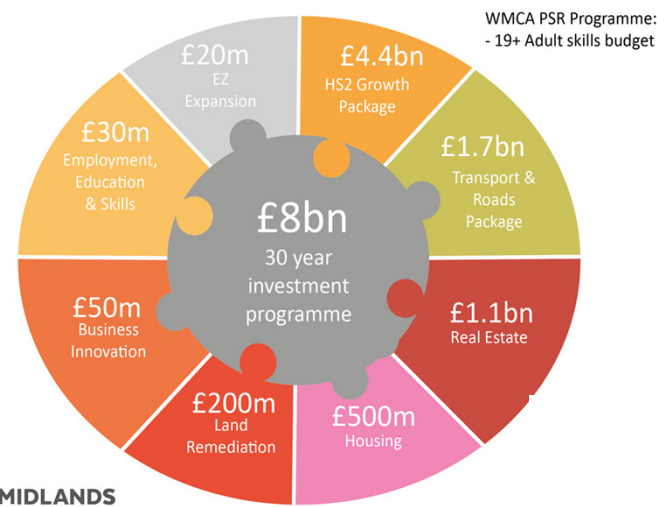 WMCA PSR Programme:
- 19+ Adult skills budget
£20m
EZ
Expansion
£4.4bn
HS2 Growth
Package
£30m
Employment,
Education
& Skills
£1.7bn
Transport &
Roads
Package
£8bn
30 year
investment
programme
£50m
Business
Innovation
£1.1bn
Real Estate
£200m
Land
Remediation
£500m
Housing
MIDLANDS